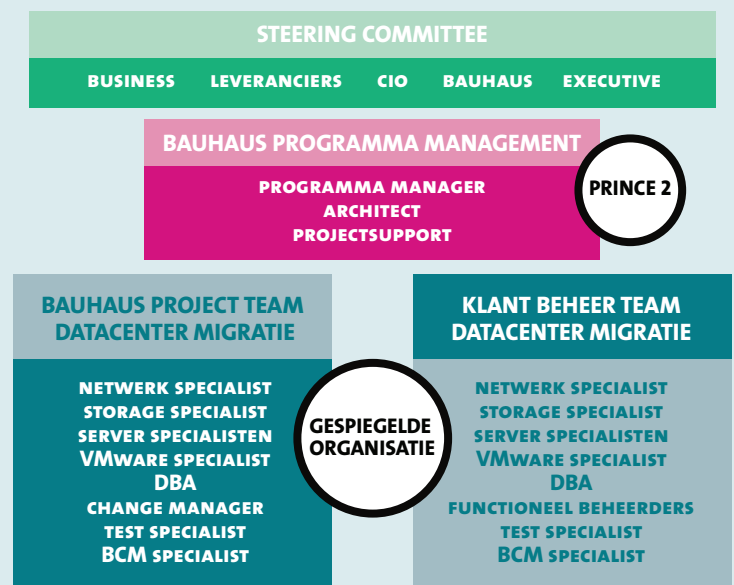 STEERING COMMITTEE
BUSINESS LEVERANCIERS CIO BAUHAUS EXECUTIVE
BAUHAUS PROGRAMMA MANAGEMENT
PROGRAMMA MANAGER
ARCHITECT
PROJECTSUPPORT
PRINCE 2
BAUHAUS PROJECT TEAM
DATACENTER MIGRATIE
NETWERK SPECIALIST
STORAGE SPECIALIST
SERVER SPECIALISTEN
VMWARE SPECIALIST
DBA
CHANGE MANAGER
TEST SPECIALIST
BCM SPECIALIST
GESPIEGELDE
ORGANISATIE
KLANT BEHEER TEAM
DATACENTER MIGRATIE
NETWERK SPECIALIST
STORAGE SPECIALIST
SERVER SPECIALISTEN
VMWARE SPECIALIST
DBA
FUNCTIONEEL BEHEERDERS
TEST SPECIALIST
BCM SPECIALIST